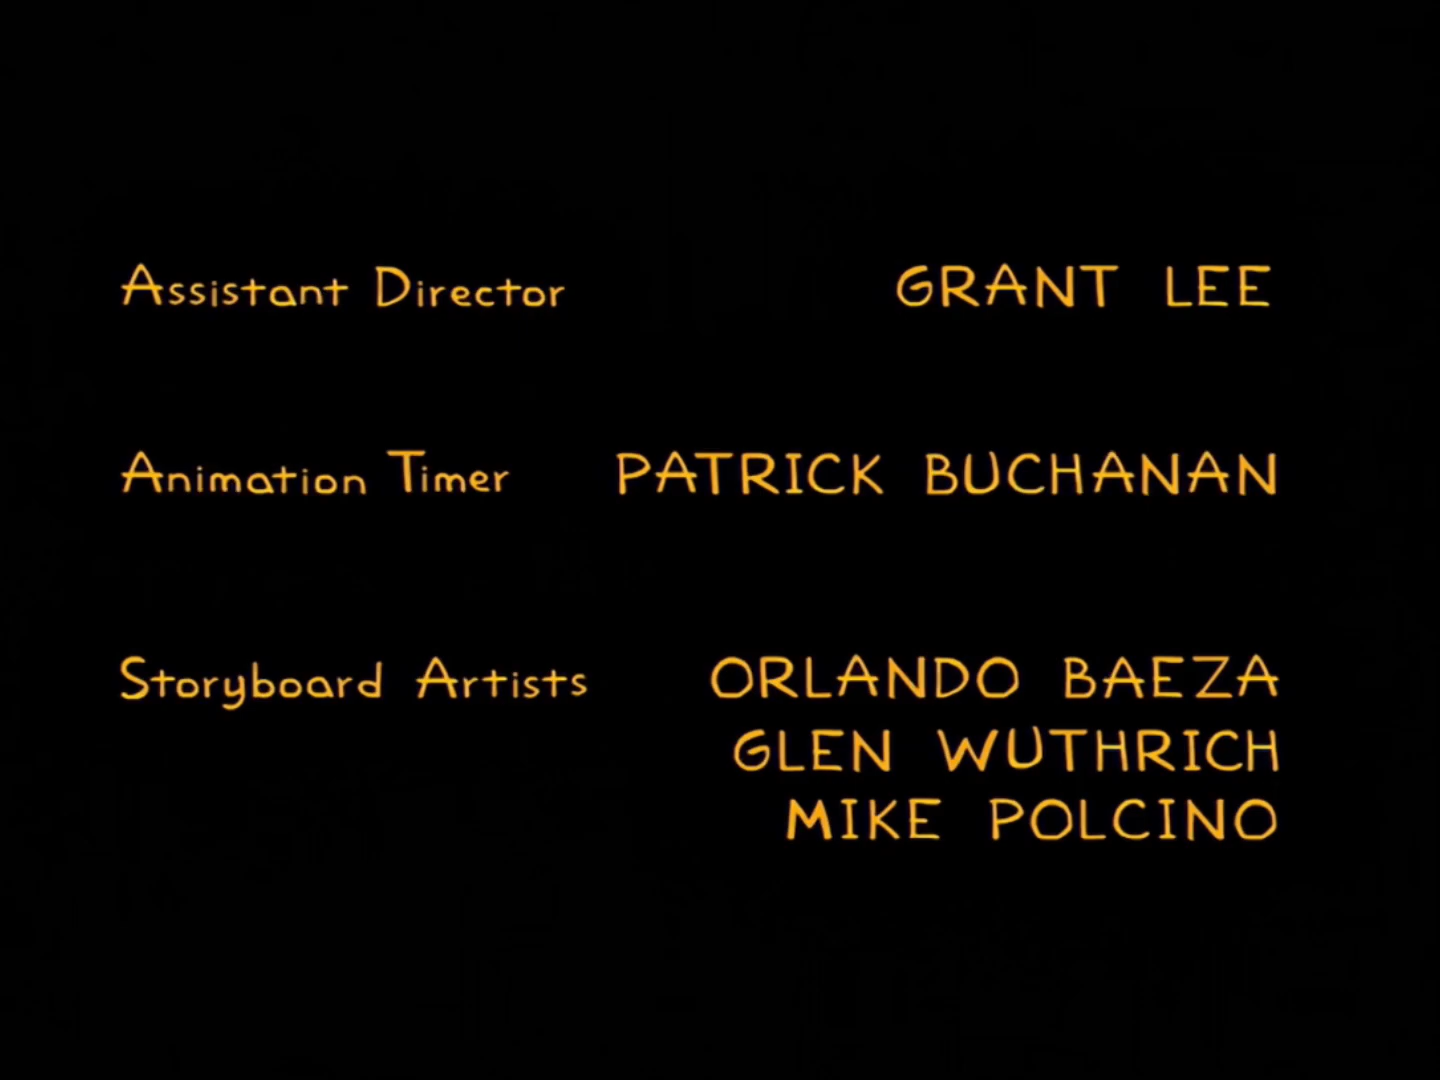 Assistant Director GRANT LEE
Animation Timer PATRICK BUCHANAN
Storyboard Artists ORLANDO BAEZA
GLEN WUTHRICH
MIKE POLCINO